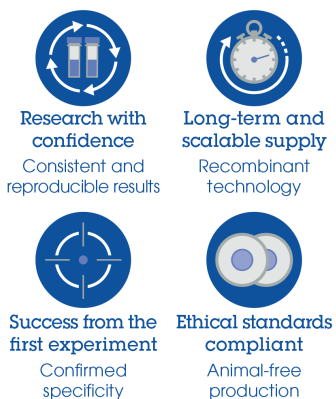 Research with
confidence
Consistent and
reproducible results
Long-term and
scalable supply
Recombinant
technology
Success from the
first experiment
Confirmed
specificity
Ethical standards
compliant
Animal-free
production